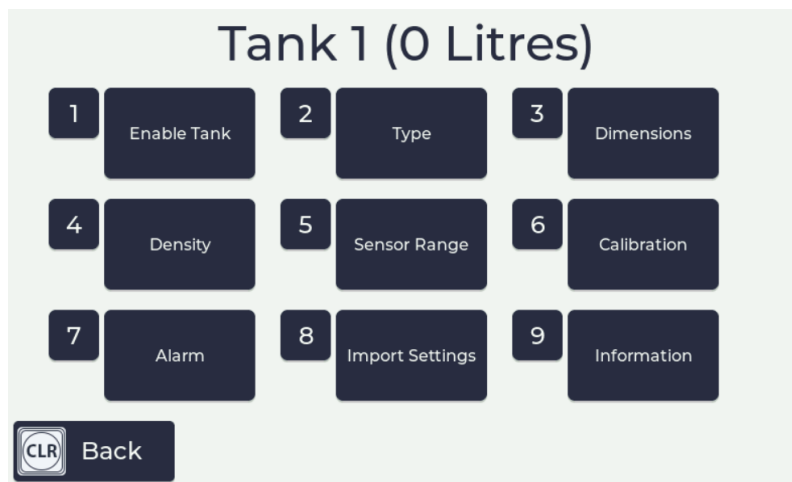 Tank 1 (0 Litres)
1 Enable Tank
2 Type
3 Dimensions
4 Density
5 Sensor Range
6 Calibration
7 Alarm
8 Import Settings
9 Information
CLR Back